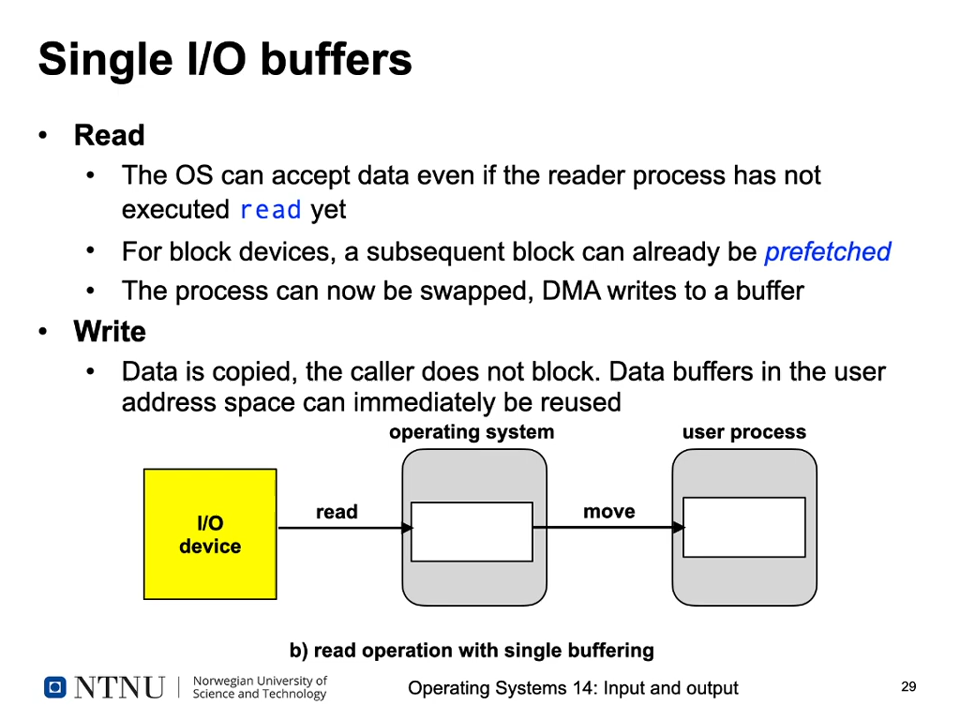 Single I/O buffers
• Read
• The OS can accept data even if the reader process has not
executed read yet
• For block devices, a subsequent block can already be prefetched
• The process can now be swapped, DMA writes to a buffer
• Write
• Data is copied, the caller does not block. Data buffers in the user
address space can immediately be reused
operating system
user process
I/O
device
read
move
b) read operation with single buffering
NTNU
Norwegian University of
Science and Technology
Operating Systems 14: Input and output
29